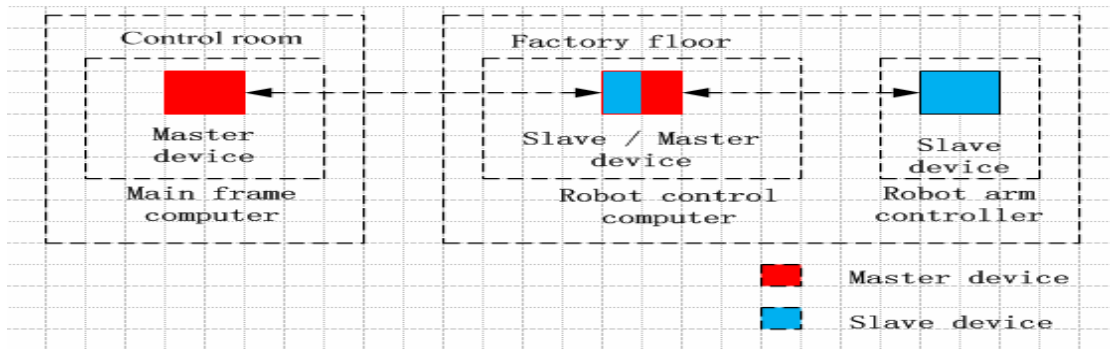 Control room
Factory floor
Master
device
Slave / Master
device
Slave
device
Main frame
computer
Robot control
computer
Robot arm
controller
Master device
Slave device